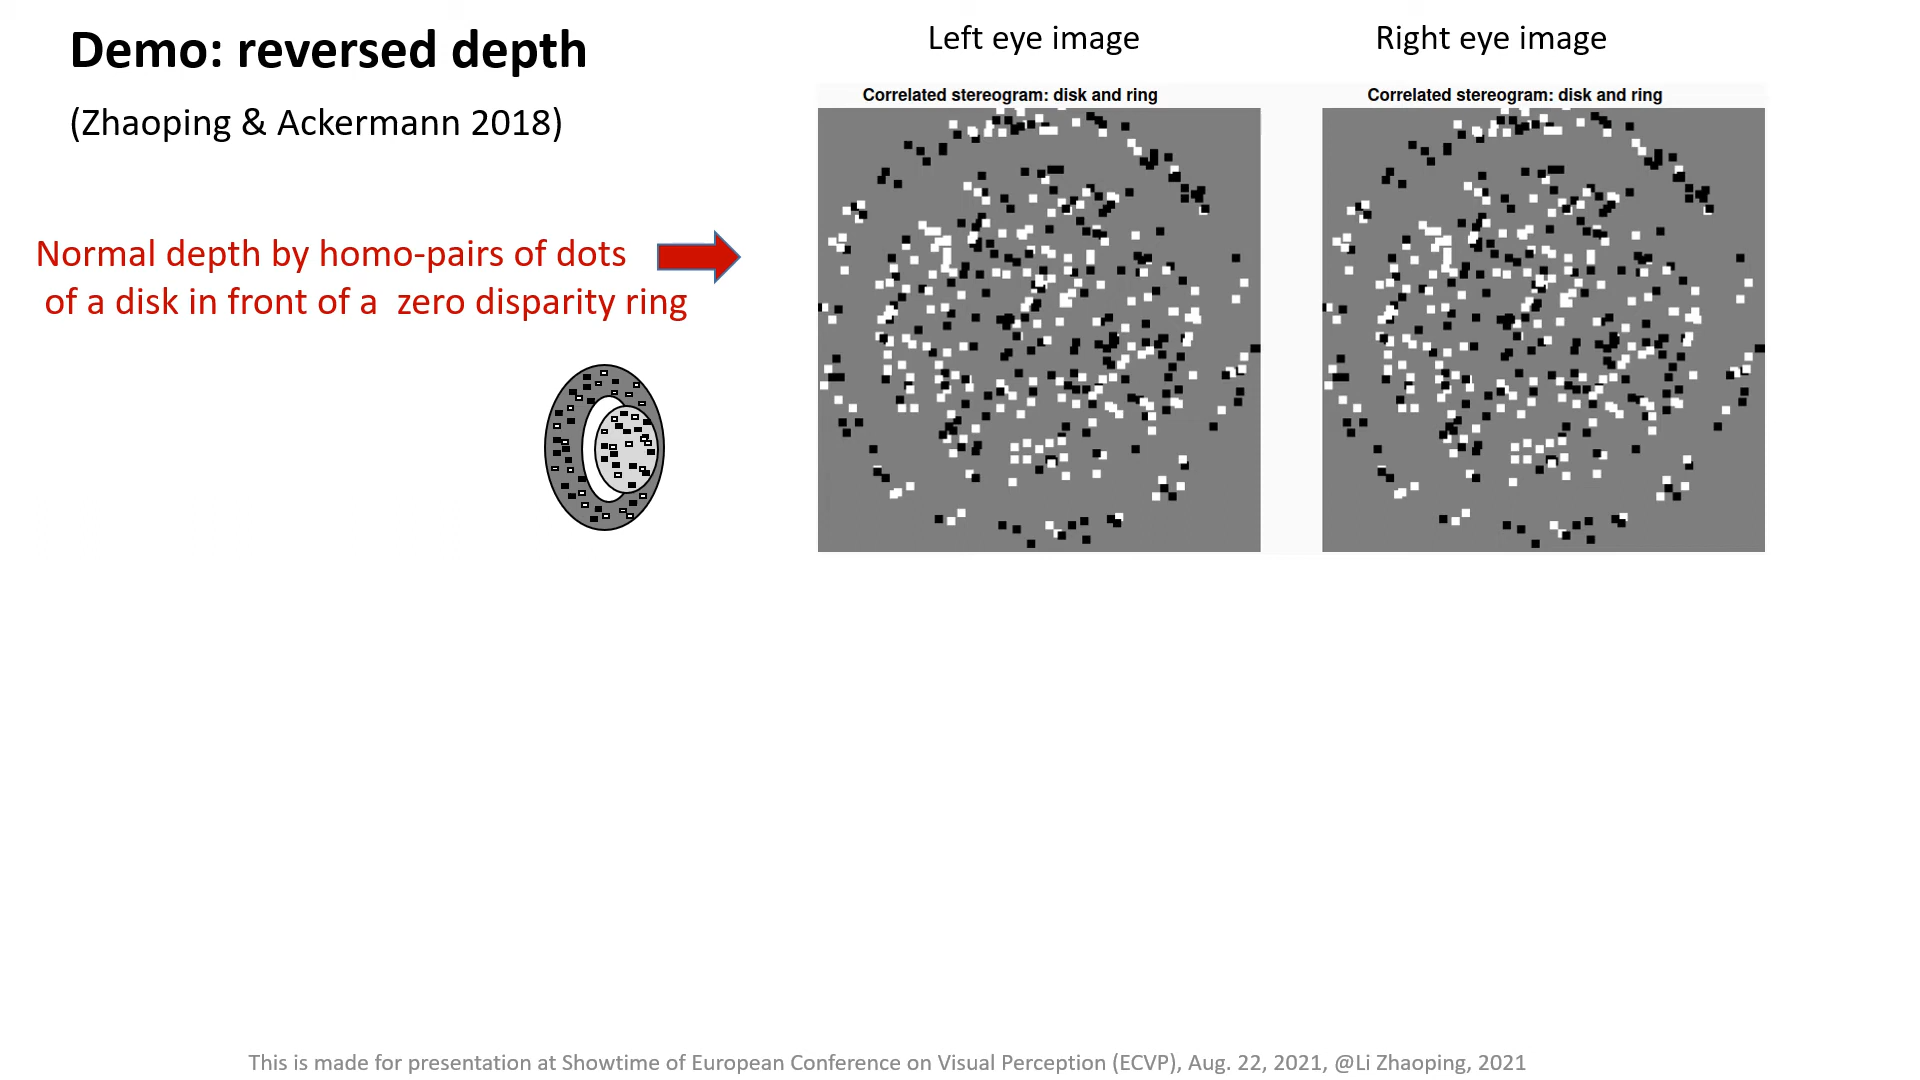 Demo: reversed depth
(Zhaoping & Ackermann 2018)
Left eye image
Right eye image
Correlated stereogram: disk and ring
Correlated stereogram: disk and ring
Normal depth by homo-pairs of dots
of a disk in front of a zero disparity ring
This is made for presentation at Showtime of European Conference on Visual Perception (ECVP), Aug. 22, 2021, @Li Zhaoping, 2021